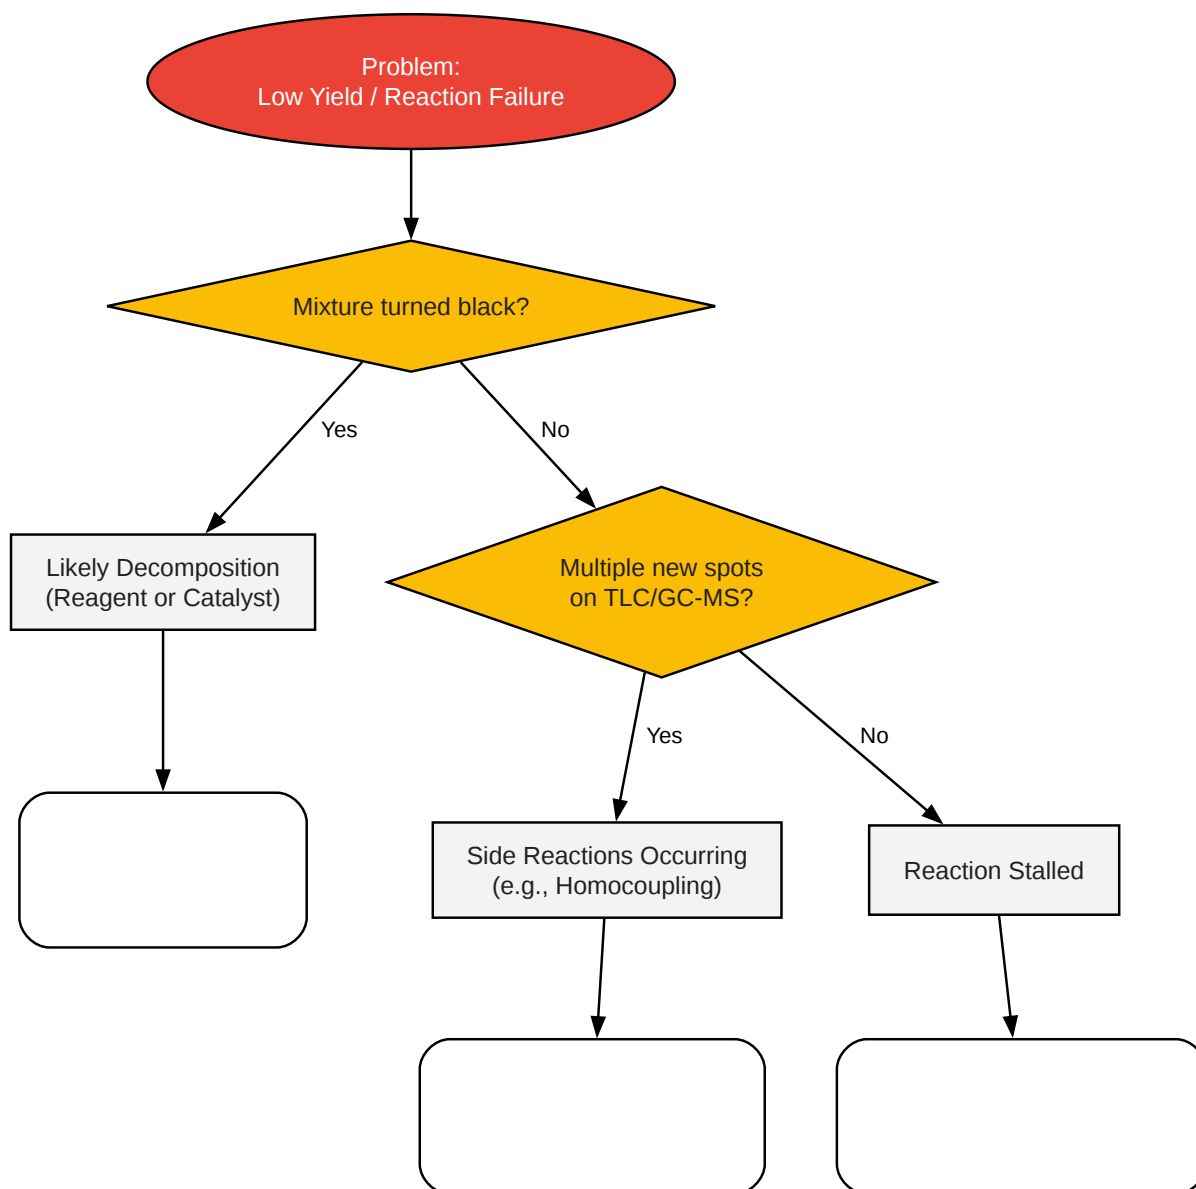 Problem:
Low Yield / Reaction Failure
Mixture turned black?
Yes
No
Likely Decomposition
(Reagent or Catalyst)
Multiple new spots
on TLC/GC-MS?
Yes
No
Side Reactions Occurring
(e.g., Homocoupling)
Reaction Stalled